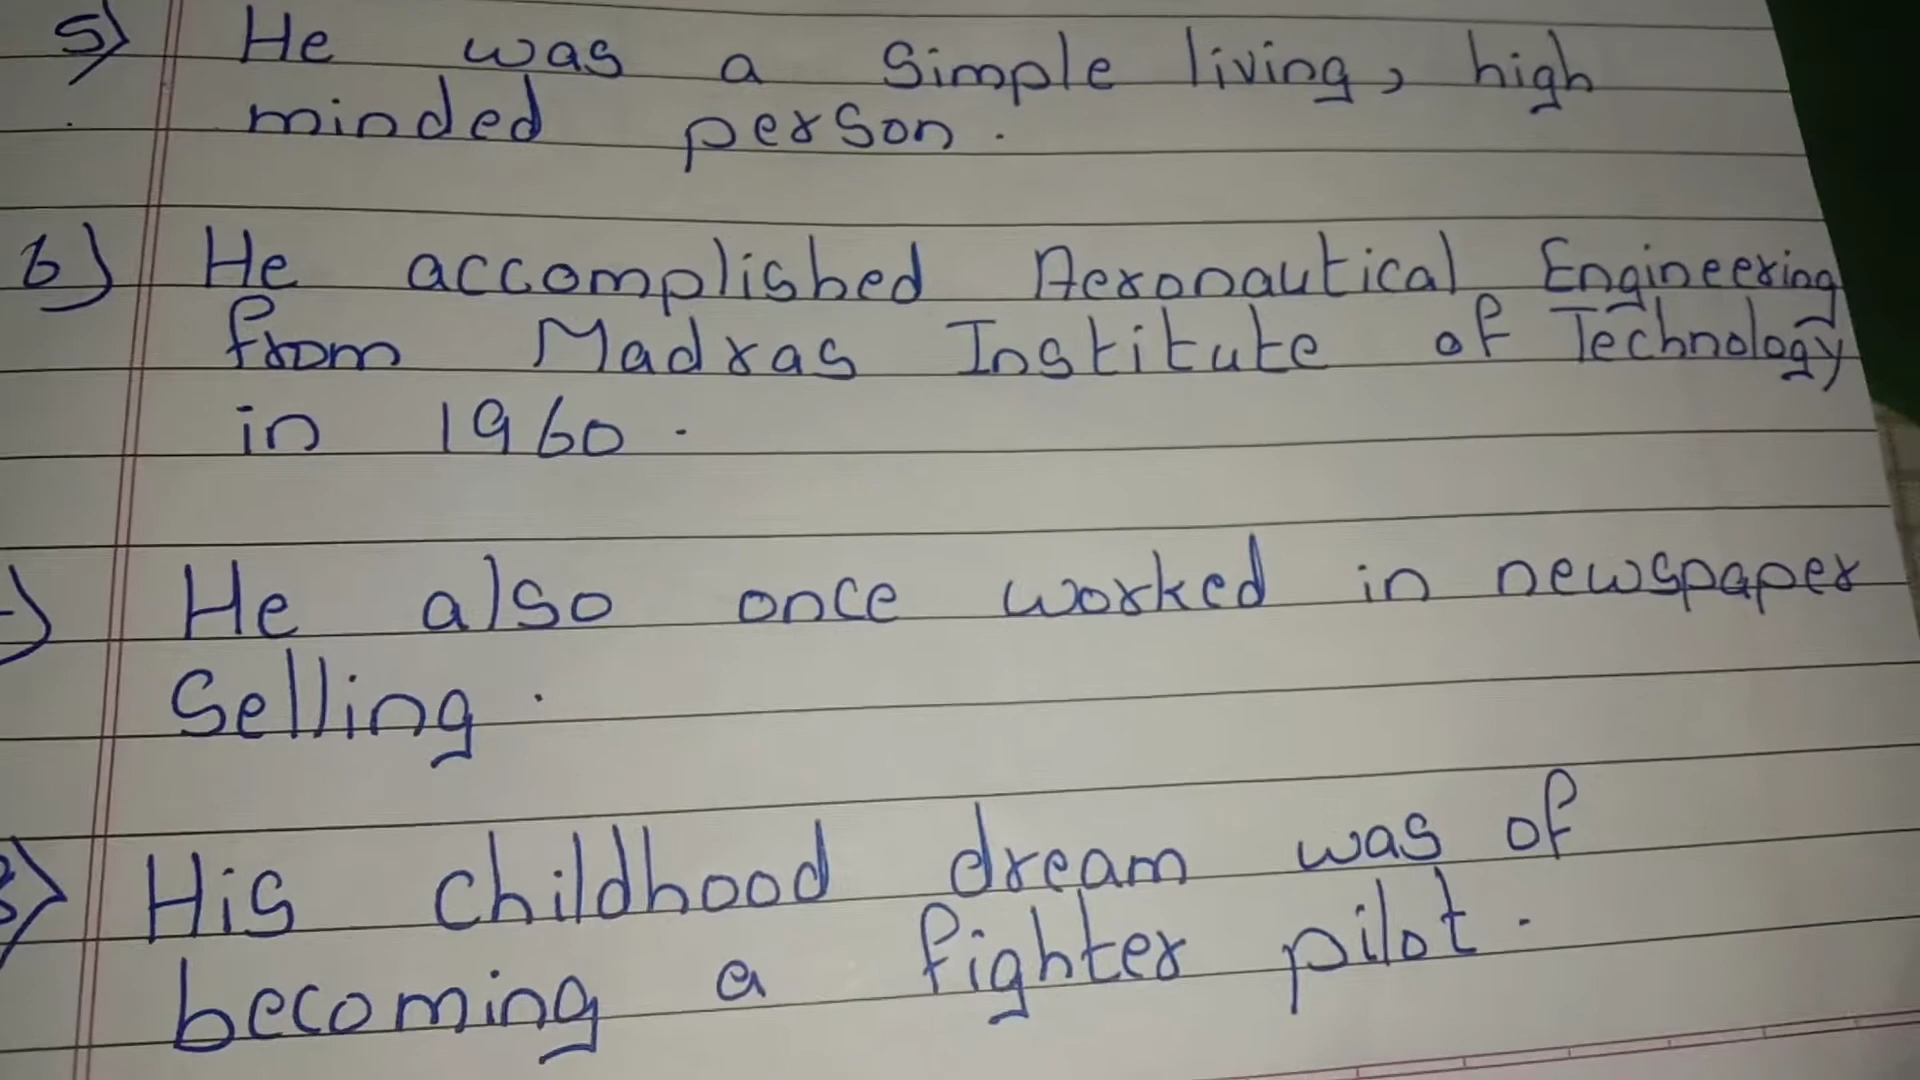 5) He was a Simple living, high
minded person.
6) He accomplished Aeronautical Engineering
from Madras Institute of Technology
in 1960.
) He also once worked in newspaper
Selling.
8) His childhood dream was of
becoming a fighter pilot.